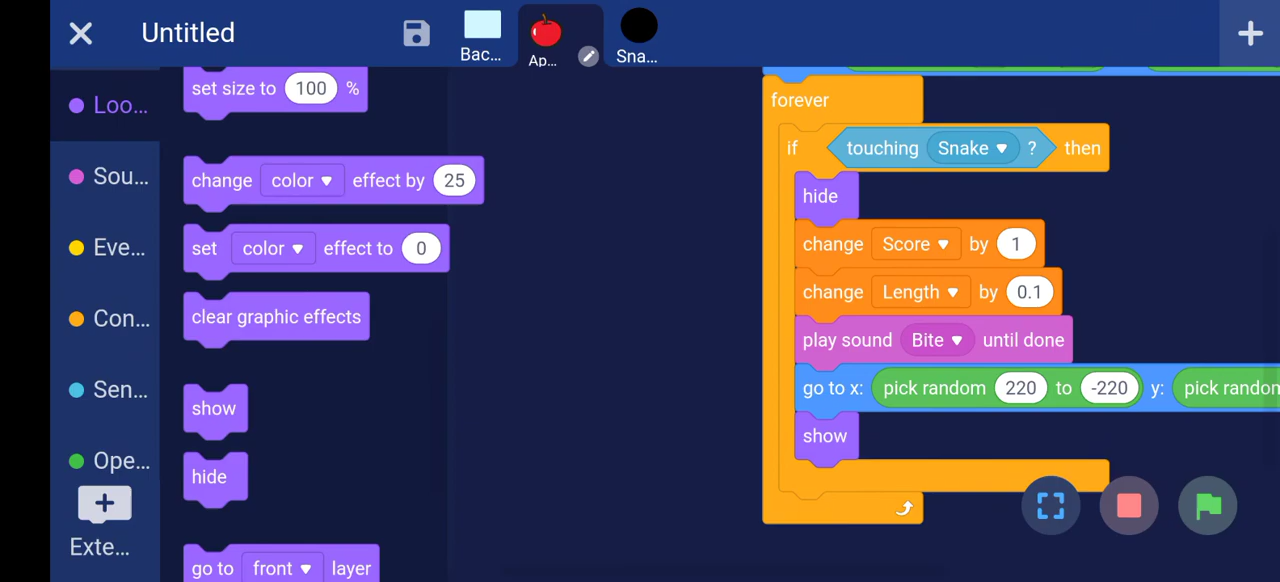 Untitled
Bac...
Ap...
Sna...
Loo...
Sou...
Eve...
Con...
Sen...
Ope...
Exte...
set size to 100 %
change color effect by 25
set color effect to 0
clear graphic effects
show
hide
go to front layer
forever
if touching Snake ? then
hide
change Score by 1
change Length by 0.1
play sound Bite until done
go to x: pick random 220 to -220 y: pick random
show